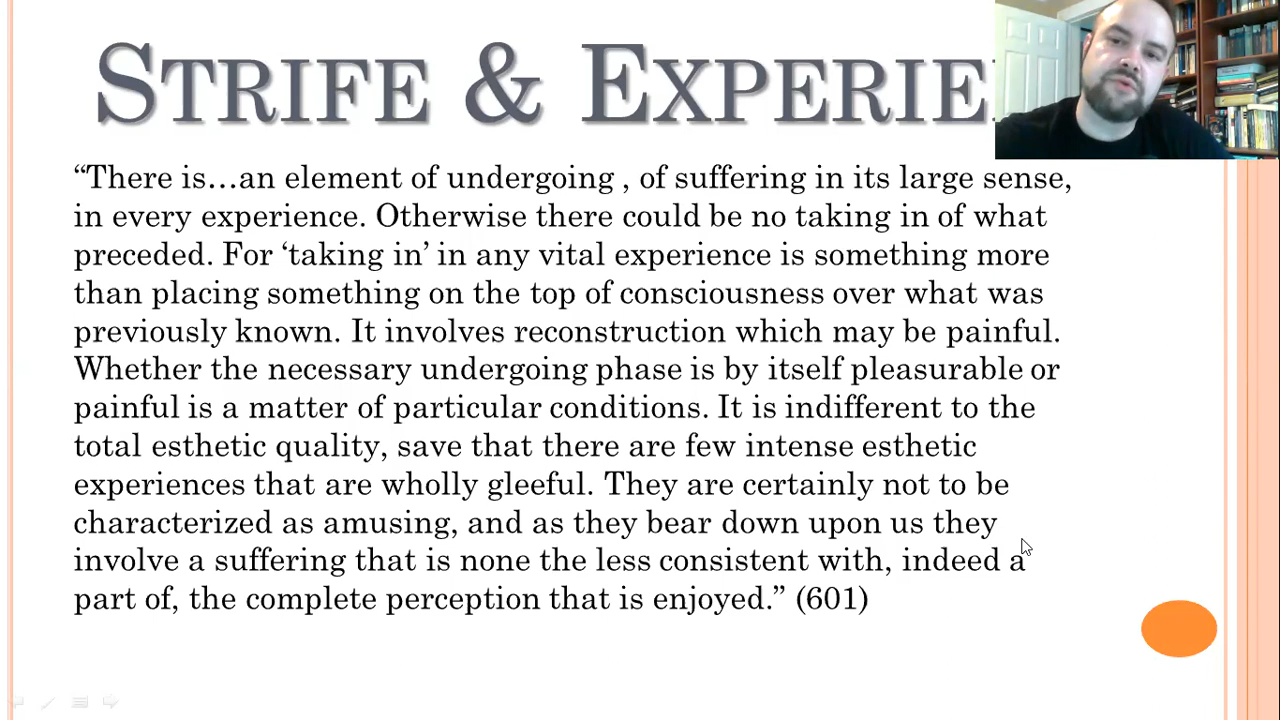 STRIFE & EXPERIE
“There is…an element of undergoing , of suffering in its large sense,
in every experience. Otherwise there could be no taking in of what
preceded. For ‘taking in’ in any vital experience is something more
than placing something on the top of consciousness over what was
previously known. It involves reconstruction which may be painful.
Whether the necessary undergoing phase is by itself pleasurable or
painful is a matter of particular conditions. It is indifferent to the
total esthetic quality, save that there are few intense esthetic
experiences that are wholly gleeful. They are certainly not to be
characterized as amusing, and as they bear down upon us they
involve a suffering that is none the less consistent with, indeed a
part of, the complete perception that is enjoyed.” (601)